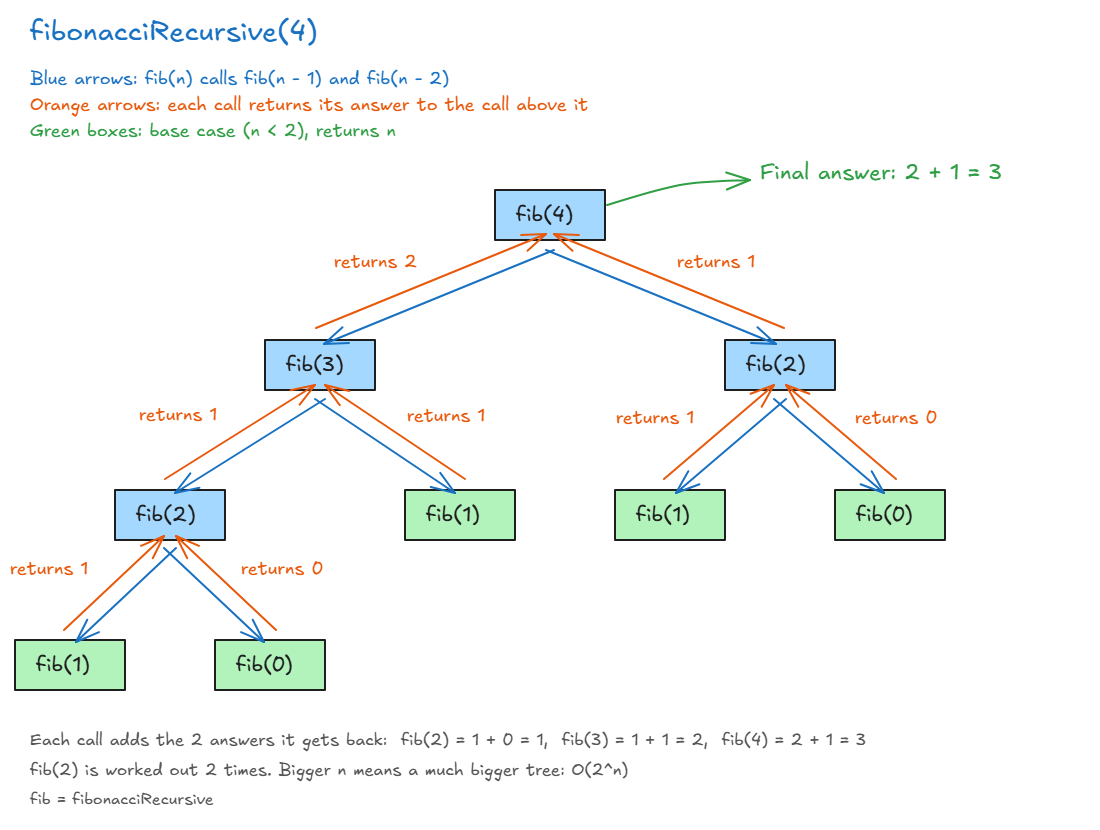 fibonacciRecursive(4)
Blue arrows: fib(n) calls fib(n - 1) and fib(n - 2)
Orange arrows: each call returns its answer to the call above it
Green boxes: base case (n < 2), returns n
Final answer: 2 + 1 = 3
fib(4)
returns 2
returns 1
fib(3)
fib(2)
returns 1
returns 1
returns 1
returns 0
fib(2)
fib(1)
fib(1)
fib(0)
returns 1
returns 0
fib(1)
fib(0)
Each call adds the 2 answers it gets back:  fib(2) = 1 + 0 = 1,  fib(3) = 1 + 1 = 2,  fib(4) = 2 + 1 = 3
fib(2) is worked out 2 times. Bigger n means a much bigger tree: O(2^n)
fib = fibonacciRecursive